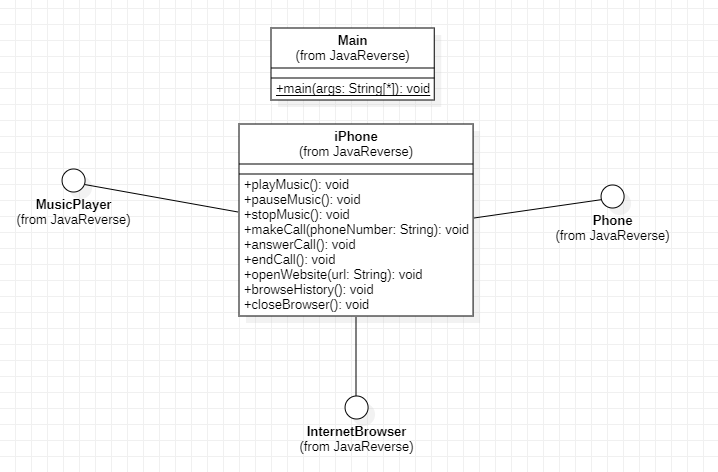 Main
(from JavaReverse)
+main(args: String[*]): void
iPhone
(from JavaReverse)
+playMusic(): void
+pauseMusic(): void
+stopMusic(): void
+makeCall(phoneNumber: String): void
+answerCall(): void
+endCall(): void
+openWebsite(url: String): void
+browseHistory(): void
+closeBrowser(): void
MusicPlayer
(from JavaReverse)
Phone
(from JavaReverse)
InternetBrowser
(from JavaReverse)